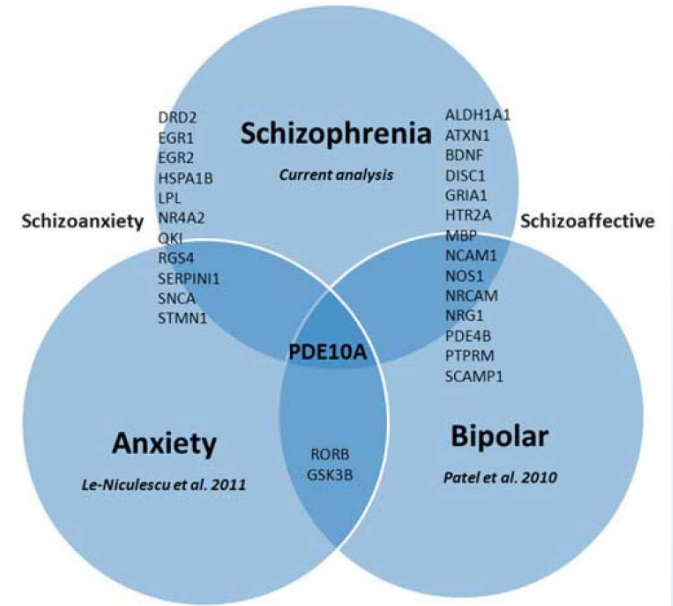 Schizophrenia
Current analysis
DRD2
EGR1
EGR2
HSPA1B
LPL
NR4A2
QKI
RGS4
SERPINI1
SNCA
STMN1
ALDH1A1
ATXN1
BDNF
DISC1
GRIA1
HTR2A
MBP
NCAM1
NOS1
NRCAM
NRG1
PDE4B
PTPRM
SCAMP1
Schizoanxiety
Schizoaffective
PDE10A
Anxiety
Le-Niculescu et al. 2011
RORB
GSK3B
Bipolar
Patel et al. 2010